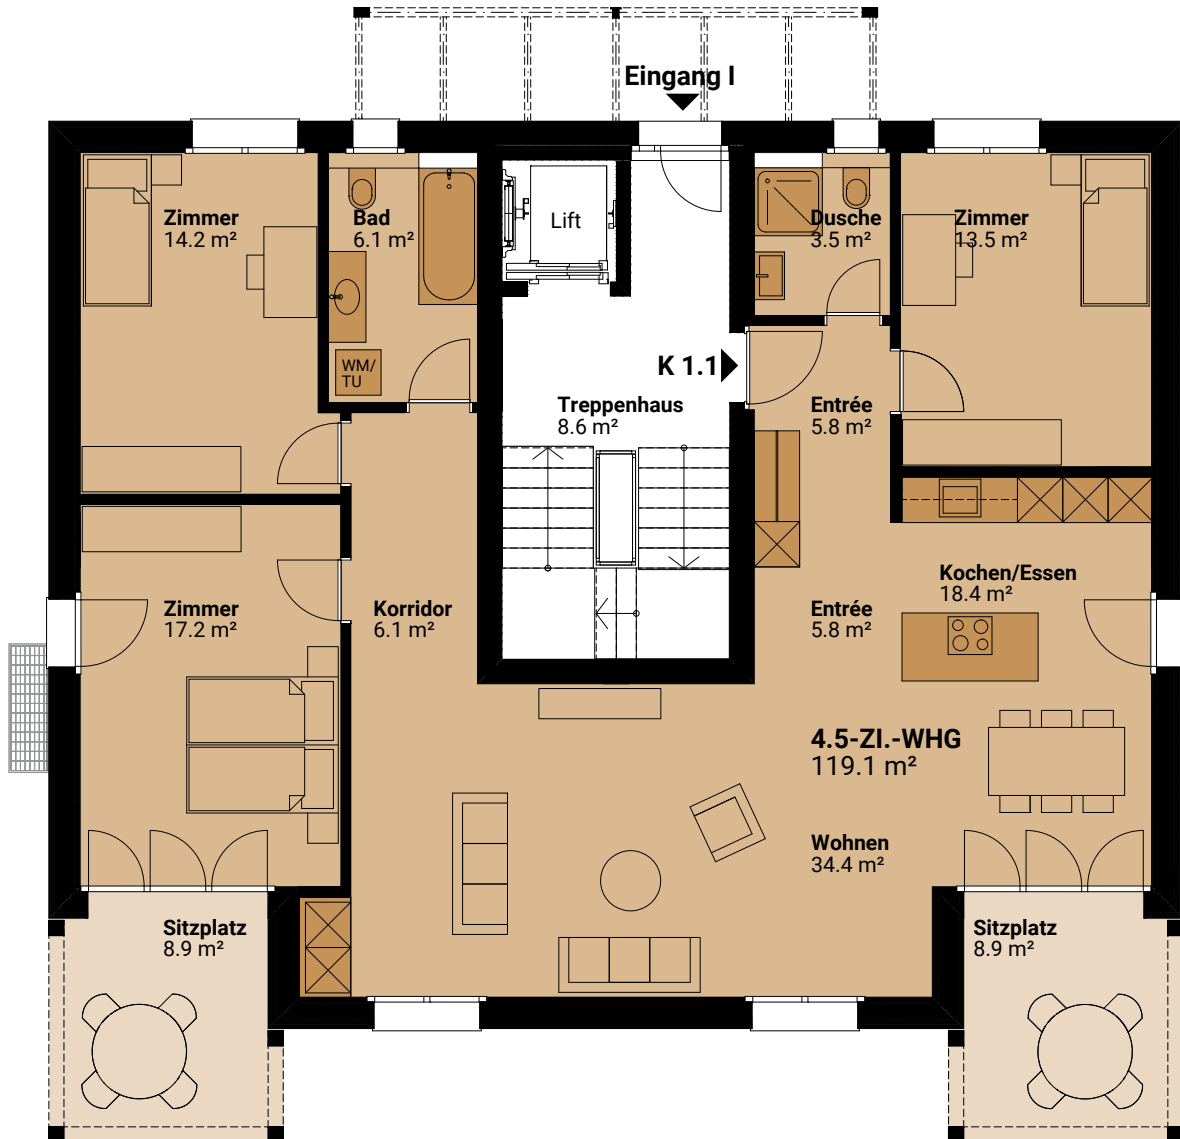 Eingang I
Zimmer
14.2 m²
Bad
6.1 m²
Lift
Dusche
3.5 m²
Zimmer
13.5 m²
WM/
TU
K 1.1
Treppenhaus
8.6 m²
Entrée
5.8 m²
Kochen/Essen
18.4 m²
Zimmer
17.2 m²
Korridor
6.1 m²
Entrée
5.8 m²
4.5-ZI.-WHG
119.1 m²
Wohnen
34.4 m²
Sitzplatz
8.9 m²
Sitzplatz
8.9 m²